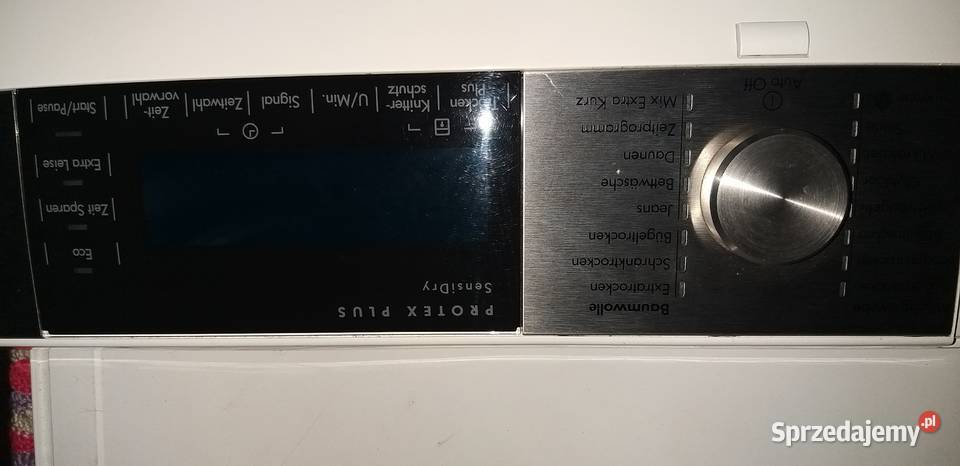 Auto Off
Baumwolle
Extratrocken
Schranktrocken
Bügeltrocken
Jeans
Bettwäsche
Daunen
Zeitprogramm
Mix Extra Kurz
PROTEX PLUS
SensiDry
Trocken
Plus
Knitter-
schutz
U/Min.
Signal
Zeitwahl
Zeit-
vorwahl
Eco
Zeit Sparen
Extra Leise
Start/Pause
Sprzedajemy.pl